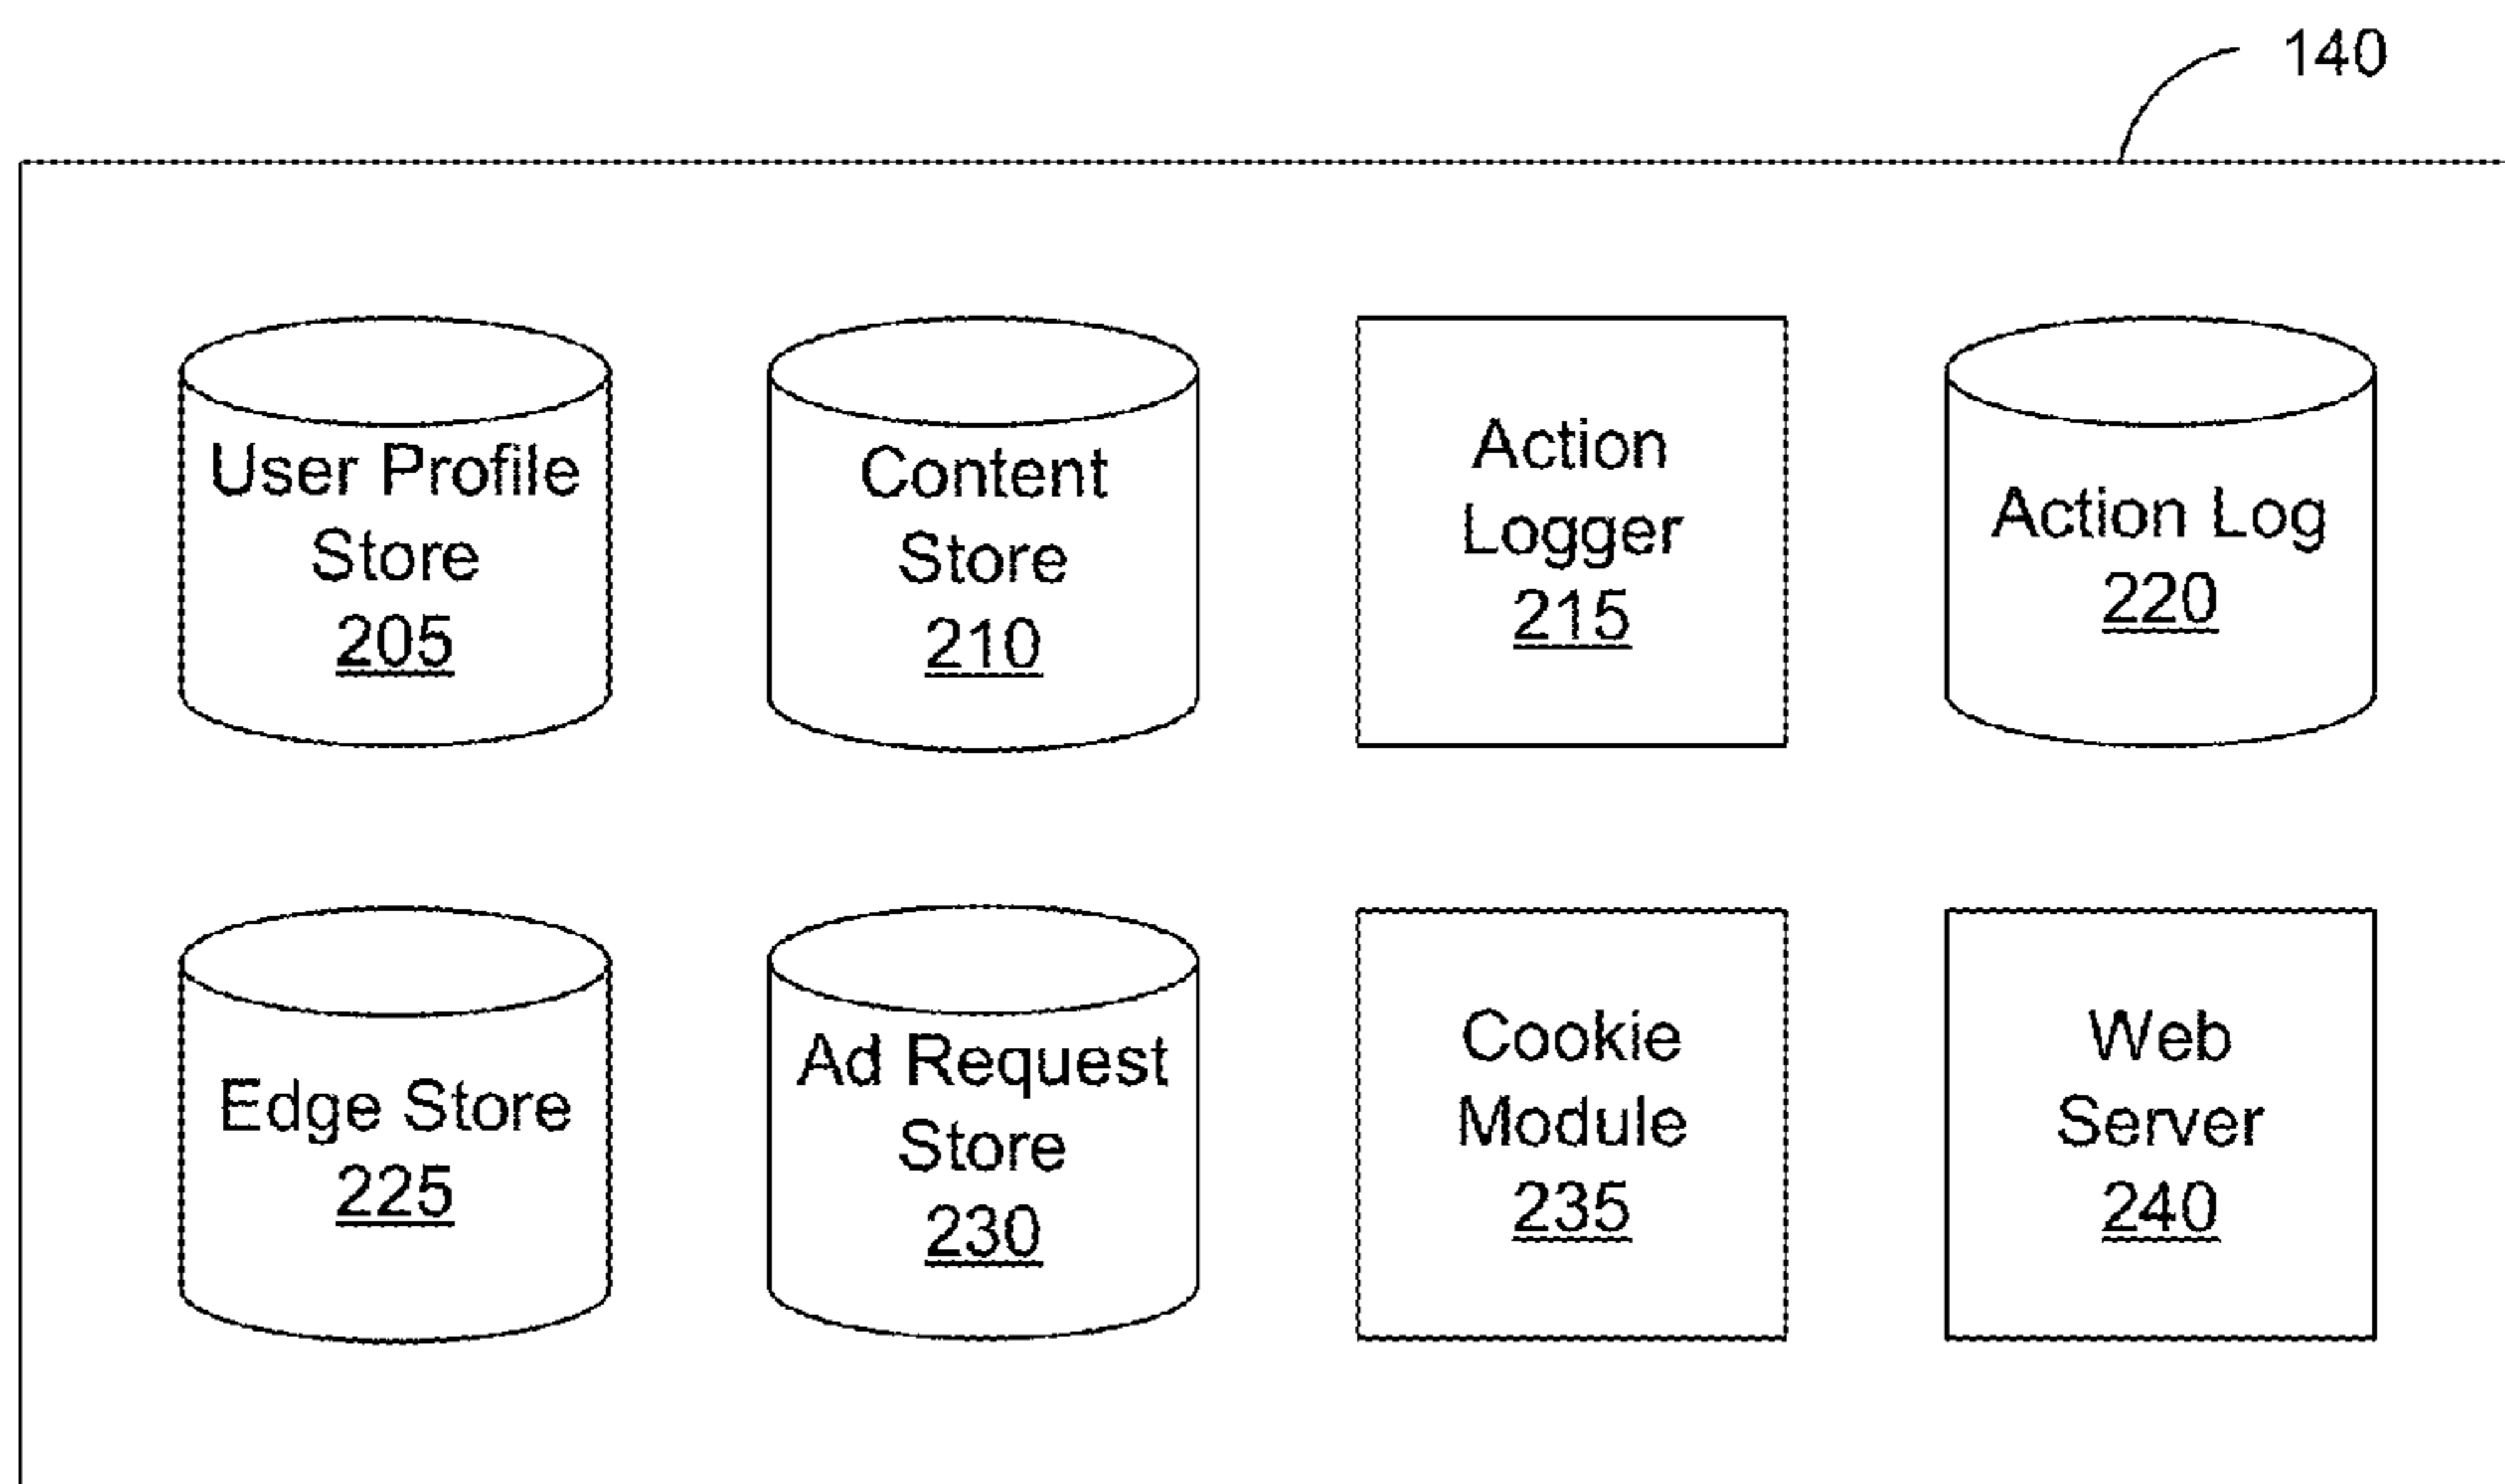 140
User Profile
Store
205
Content
Store
210
Action
Logger
215
Action Log
220
Edge Store
225
Ad Request
Store
230
Cookie
Module
235
Web
Server
240